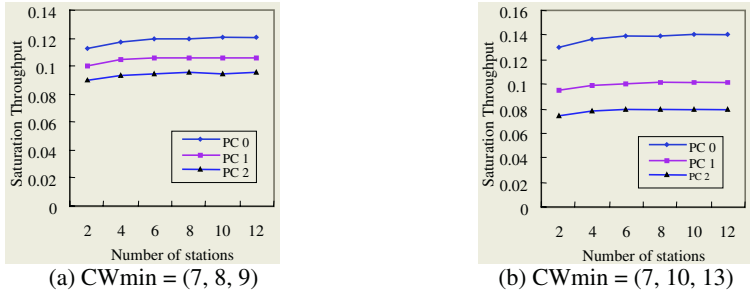 0.14
0.12
0.1
0.08
0.06
0.04
0.02
0
Saturation Throughput
PC 0
PC 1
PC 2
2 4 6 8 10 12
Number of stations
(a) CWmin = (7, 8, 9)
0.16
0.14
0.12
0.1
0.08
0.06
0.04
0.02
0
Saturation Throughput
PC 0
PC 1
PC 2
2 4 6 8 10 12
Number of stations
(b) CWmin = (7, 10, 13)